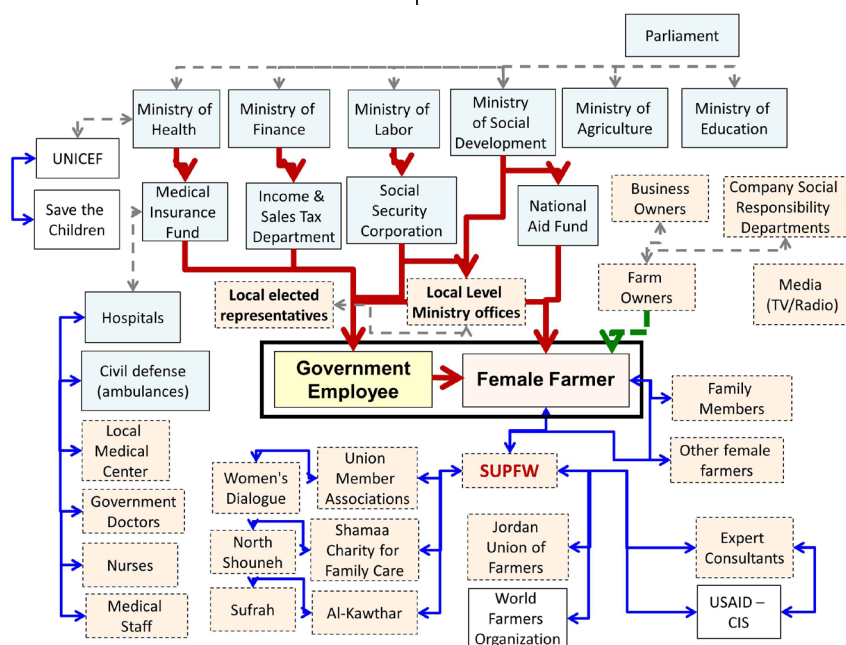 Parliament
Ministry of
Health
Ministry of
Finance
Ministry of
Labor
Ministry
of Social
Development
Ministry of
Agriculture
Ministry of
Education
UNICEF
Save the
Children
Medical
Insurance
Fund
Income &
Sales Tax
Department
Social
Security
Corporation
National
Aid Fund
Business
Owners
Company Social
Responsibility
Departments
Farm
Owners
Media
(TV/Radio)
Local elected
representatives
Local Level
Ministry offices
Hospitals
Civil defense
(ambulances)
Government
Employee
Female Farmer
Family
Members
Other female
farmers
Local
Medical
Center
Government
Doctors
Nurses
Medical
Staff
Women's
Dialogue
Union
Member
Associations
SUPFW
North
Shouneh
Shamaa
Charity for
Family Care
Sufrah
Al-Kawthar
Jordan
Union of
Farmers
World
Farmers
Organization
Expert
Consultants
USAID –
CIS